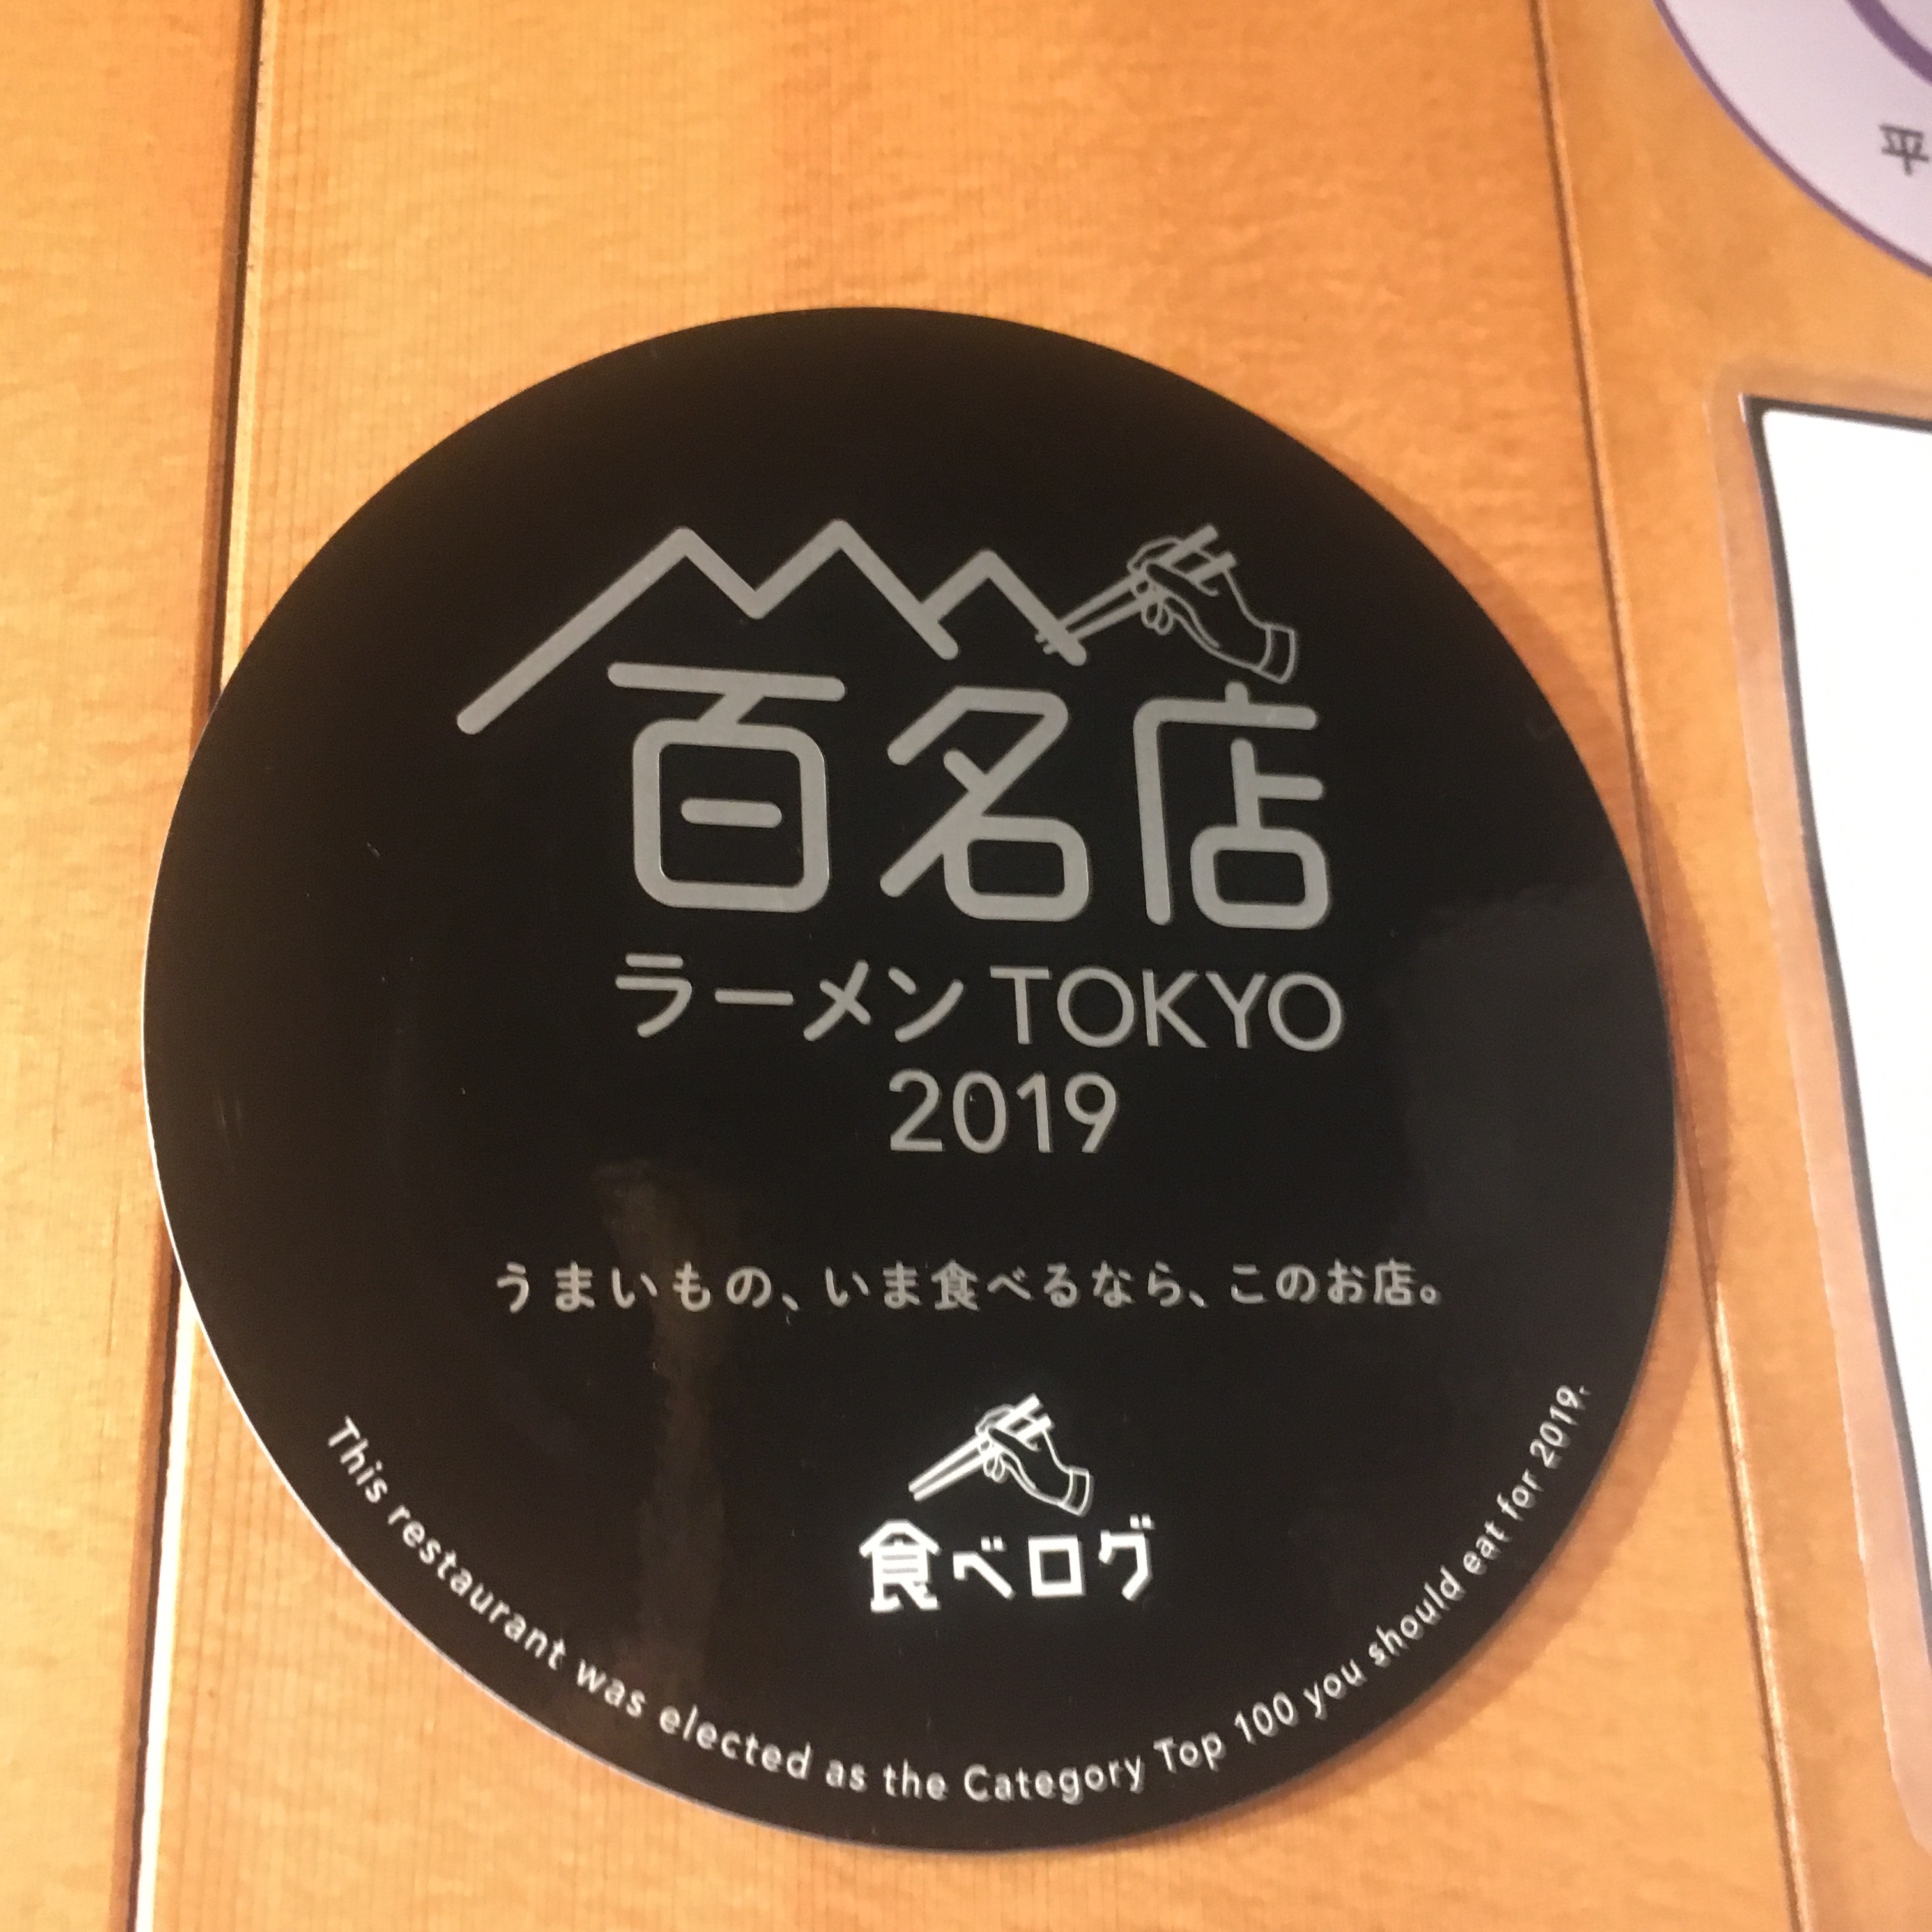 平
百名店
ラーメン TOKYO
2019
うまいもの、いま食べるなら、このお店。
食べログ
This restaurant was elected as the Category Top 100 you should eat for 2019.